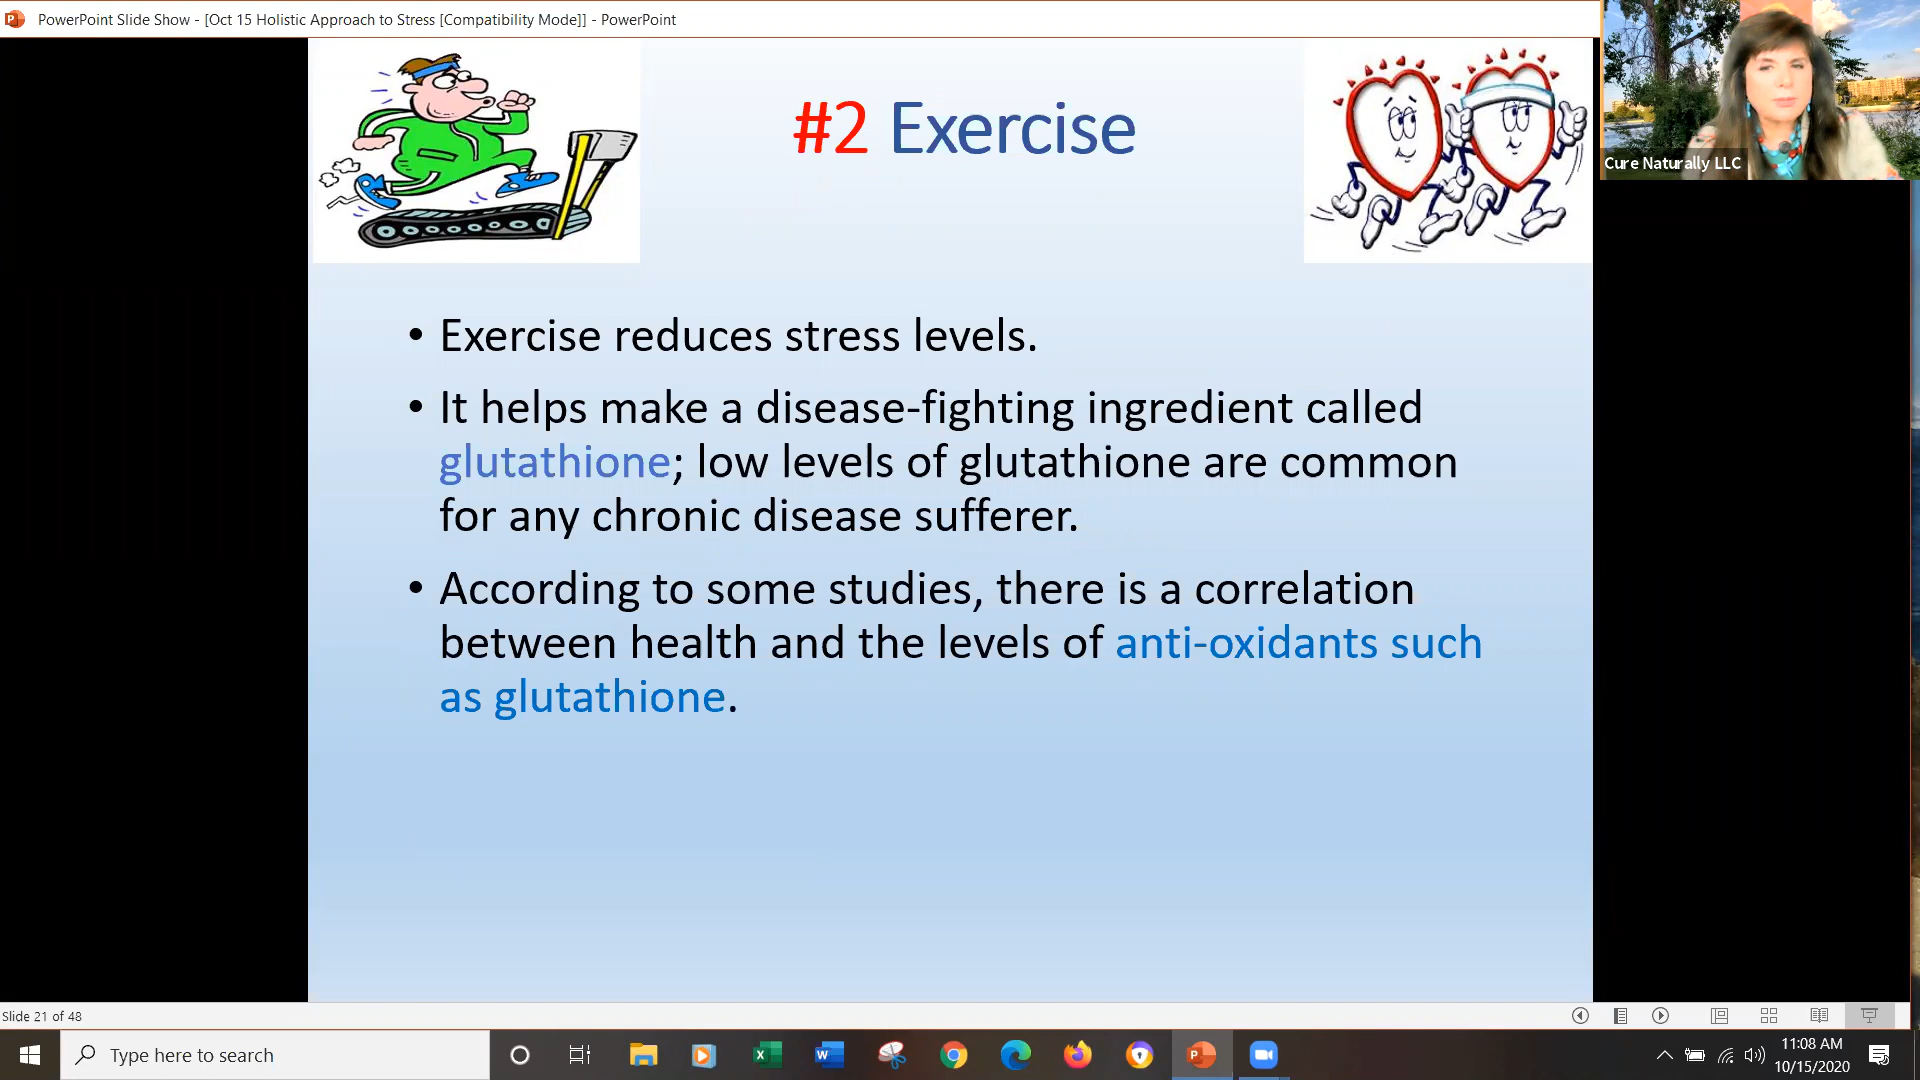 PowerPoint Slide Show - [Oct 15 Holistic Approach to Stress [Compatibility Mode]] - PowerPoint
Cure Naturally LLC
#2 Exercise
• Exercise reduces stress levels.
• It helps make a disease-fighting ingredient called
glutathione; low levels of glutathione are common
for any chronic disease sufferer.
• According to some studies, there is a correlation
between health and the levels of anti-oxidants such
as glutathione.
Slide 21 of 48
Type here to search
11:08 AM
10/15/2020